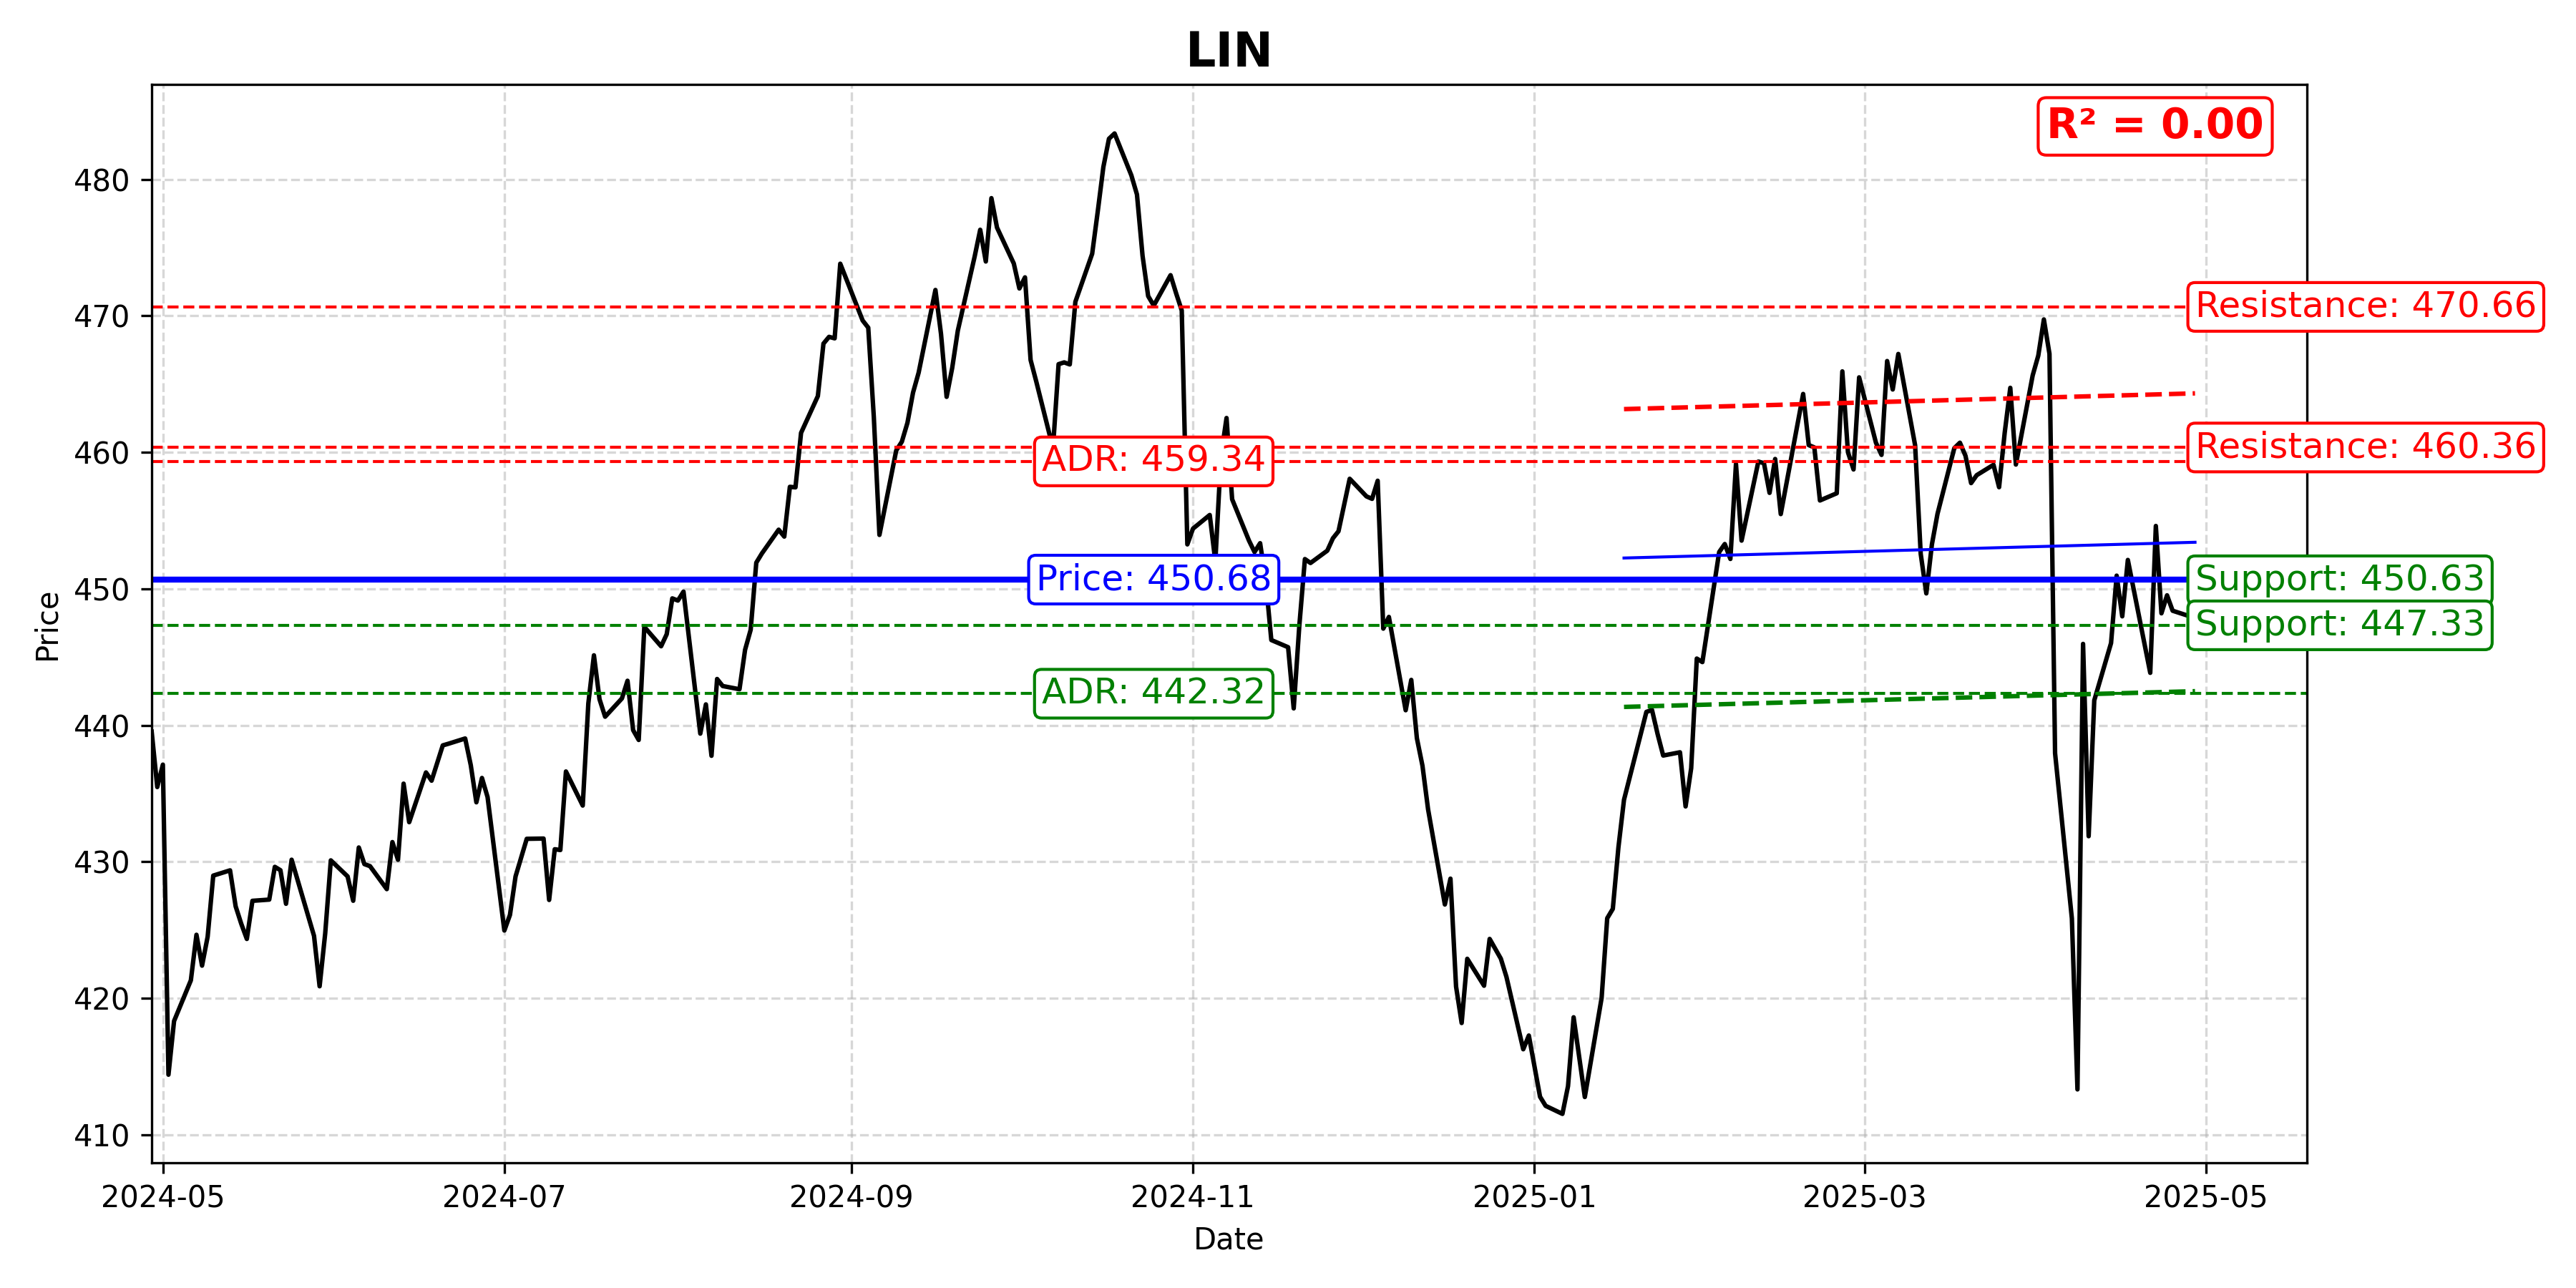 LIN
R² = 0.00
480
470
460
450
440
430
420
410
Price
Resistance: 470.66
Resistance: 460.36
ADR: 459.34
Price: 450.68
Support: 450.63
Support: 447.33
ADR: 442.32
2024-05
2024-07
2024-09
2024-11
2025-01
2025-03
2025-05
Date